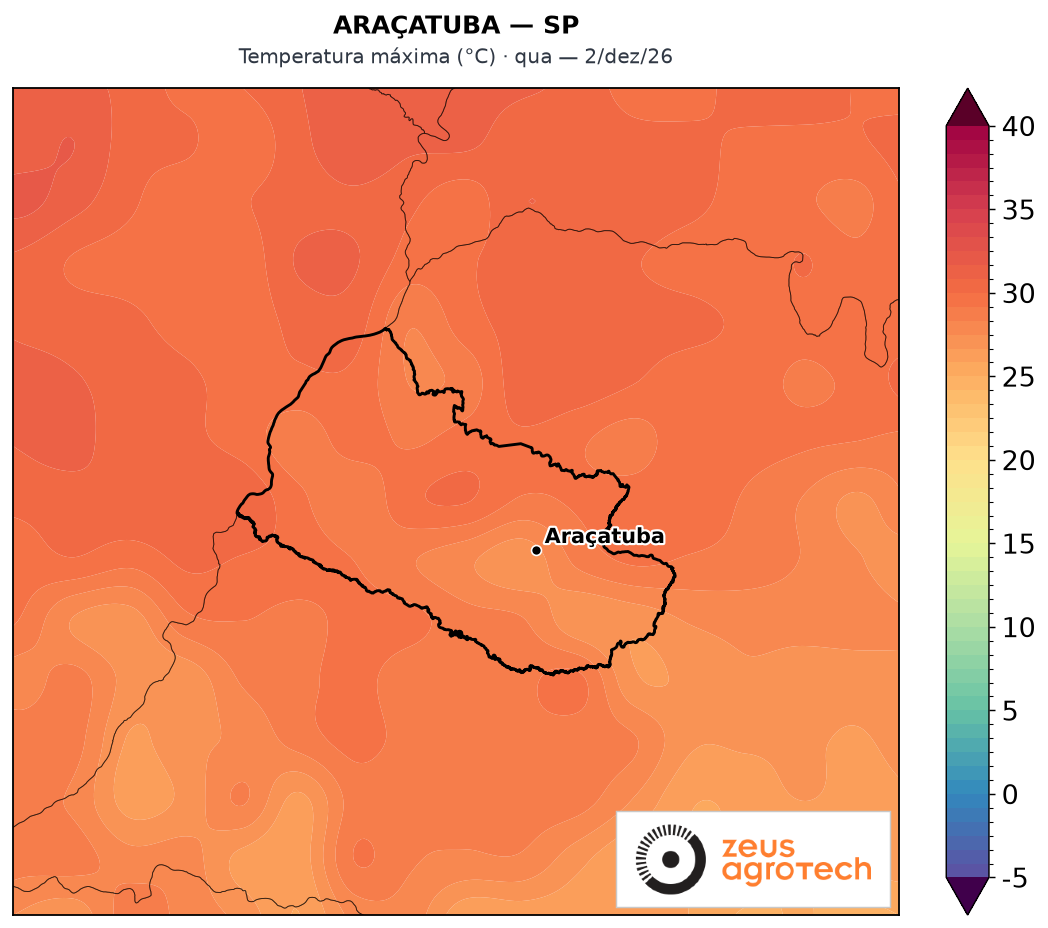 ARAÇATUBA — SP
Temperatura máxima (°C) · qua — 2/dez/26
40
35
30
25
20
15
10
5
0
-5
Araçatuba
zeus
agrotech